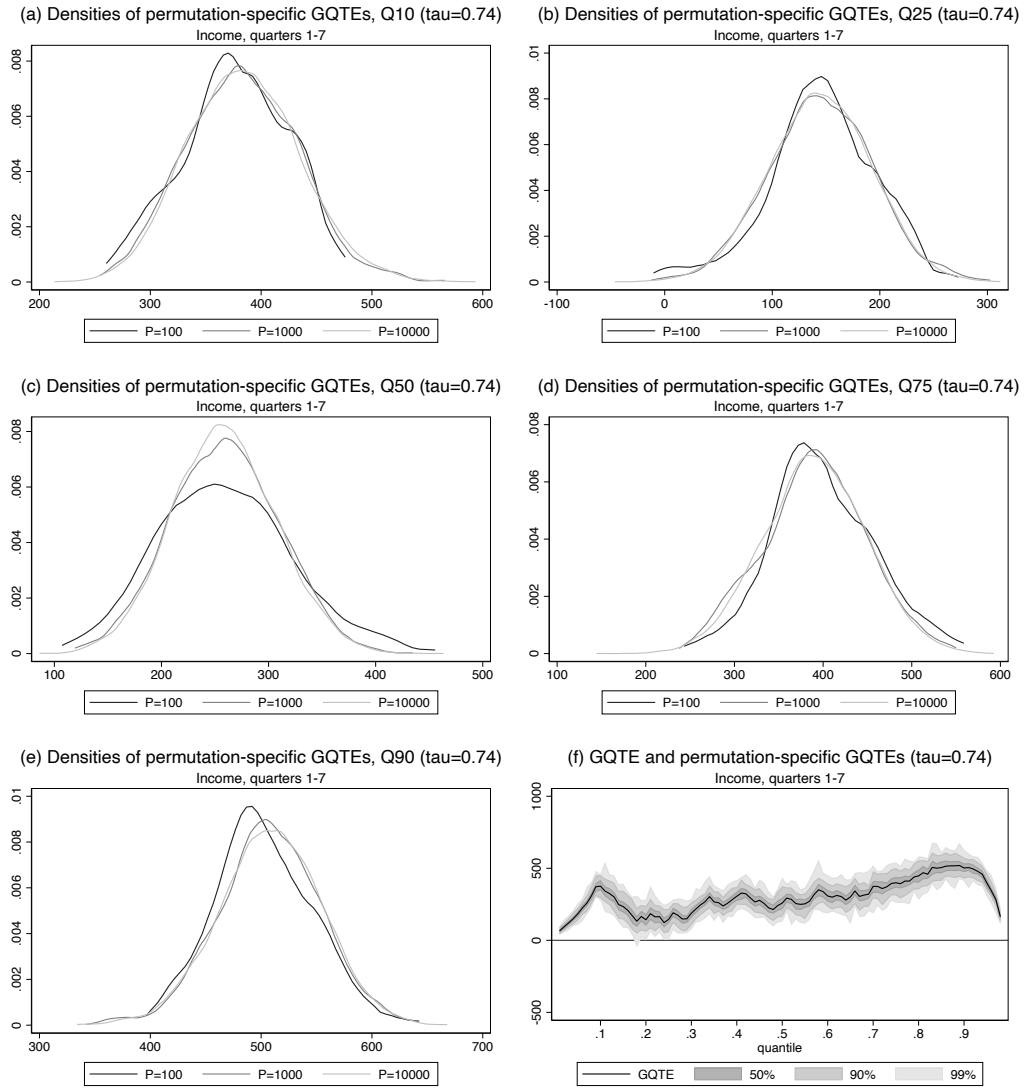 (a) Densities of permutation-specific GQTEs, Q10 (tau=0.74)
Income, quarters 1-7
.008
.006
.004
.002
0
200 300 400 500 600
P=100 P=1000 P=10000
(b) Densities of permutation-specific GQTEs, Q25 (tau=0.74)
Income, quarters 1-7
.01
.008
.006
.004
.002
0
-100 0 100 200 300
P=100 P=1000 P=10000
(c) Densities of permutation-specific GQTEs, Q50 (tau=0.74)
Income, quarters 1-7
.008
.006
.004
.002
0
100 200 300 400 500
P=100 P=1000 P=10000
(d) Densities of permutation-specific GQTEs, Q75 (tau=0.74)
Income, quarters 1-7
.008
.006
.004
.002
0
100 200 300 400 500 600
P=100 P=1000 P=10000
(e) Densities of permutation-specific GQTEs, Q90 (tau=0.74)
Income, quarters 1-7
.01
.008
.006
.004
.002
0
300 400 500 600 700
P=100 P=1000 P=10000
(f) GQTE and permutation-specific GQTEs (tau=0.74)
Income, quarters 1-7
1000
500
0
-500
.1 .2 .3 .4 .5 .6 .7 .8 .9
quantile
GQTE 50% 90% 99%